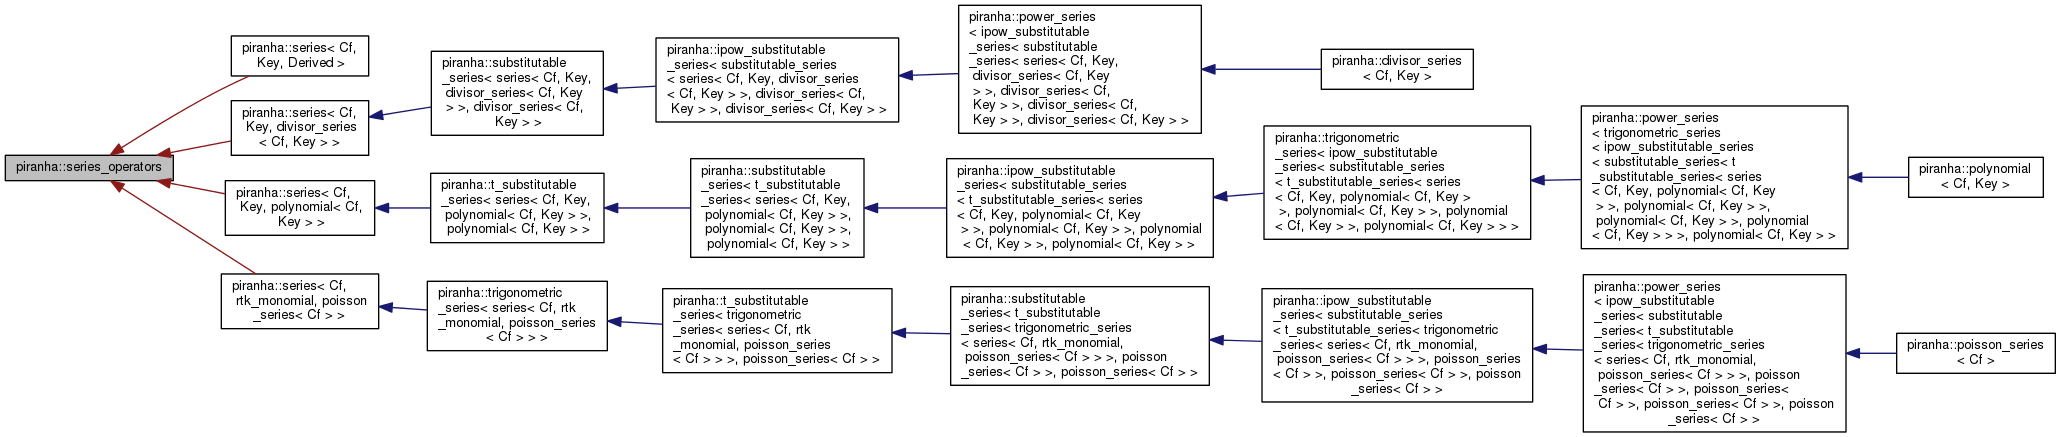 piranha::series_operators
piranha::series< Cf,
Key, Derived >
piranha::series< Cf,
Key, divisor_series
< Cf, Key > >
piranha::series< Cf,
Key, polynomial< Cf,
Key > >
piranha::series< Cf,
rtk_monomial, poisson
_series< Cf > >
piranha::substitutable
_series< series< Cf, Key,
divisor_series< Cf, Key
> >, divisor_series< Cf,
Key > >
piranha::ipow_substitutable
_series< substitutable_series
< series< Cf, Key, divisor_series
< Cf, Key > >, divisor_series< Cf,
Key > >, divisor_series< Cf, Key > >
piranha::power_series
< ipow_substitutable
_series< substitutable
_series< series< Cf, Key,
divisor_series< Cf, Key
> >, divisor_series< Cf,
Key > >, divisor_series< Cf,
Key > >, divisor_series< Cf, Key > >
piranha::divisor_series
< Cf, Key >
piranha::t_substitutable
_series< series< Cf, Key,
polynomial< Cf, Key > >,
polynomial< Cf, Key > >
piranha::substitutable
_series< t_substitutable
_series< series< Cf, Key,
polynomial< Cf, Key > >,
polynomial< Cf, Key > >,
polynomial< Cf, Key > >
piranha::ipow_substitutable
_series< substitutable_series
< t_substitutable_series< series
< Cf, Key, polynomial< Cf, Key
> >, polynomial< Cf, Key > >, polynomial
< Cf, Key > >, polynomial< Cf, Key > >
piranha::trigonometric
_series< ipow_substitutable
_series< substitutable_series
< t_substitutable_series< series
< Cf, Key, polynomial< Cf, Key >
>, polynomial< Cf, Key > >, polynomial
< Cf, Key > >, polynomial< Cf, Key > > >
piranha::power_series
< trigonometric_series
< ipow_substitutable_series
< substitutable_series< t
_substitutable_series< series
< Cf, Key, polynomial< Cf, Key
> >, polynomial< Cf, Key > >,
polynomial< Cf, Key > >, polynomial
< Cf, Key > > >, polynomial< Cf, Key > >
piranha::polynomial
< Cf, Key >
piranha::trigonometric
_series< series< Cf, rtk
_monomial, poisson_series
< Cf > > >
piranha::t_substitutable
_series< trigonometric
_series< series< Cf, rtk
_monomial, poisson_series
< Cf > > >, poisson_series< Cf > >
piranha::substitutable
_series< t_substitutable
_series< trigonometric_series
< series< Cf, rtk_monomial,
poisson_series< Cf > > >, poisson
_series< Cf > >, poisson_series< Cf > >
piranha::ipow_substitutable
_series< substitutable_series
< t_substitutable_series< trigonometric
_series< series< Cf, rtk_monomial,
poisson_series< Cf > > >, poisson_series
< Cf > >, poisson_series< Cf > >, poisson
_series< Cf > >
piranha::power_series
< ipow_substitutable
_series< substitutable
_series< t_substitutable
_series< trigonometric_series
< series< Cf, rtk_monomial,
poisson_series< Cf > > >, poisson
_series< Cf > >, poisson_series<
Cf > >, poisson_series< Cf > >, poisson
_series< Cf > >
piranha::poisson_series
< Cf >